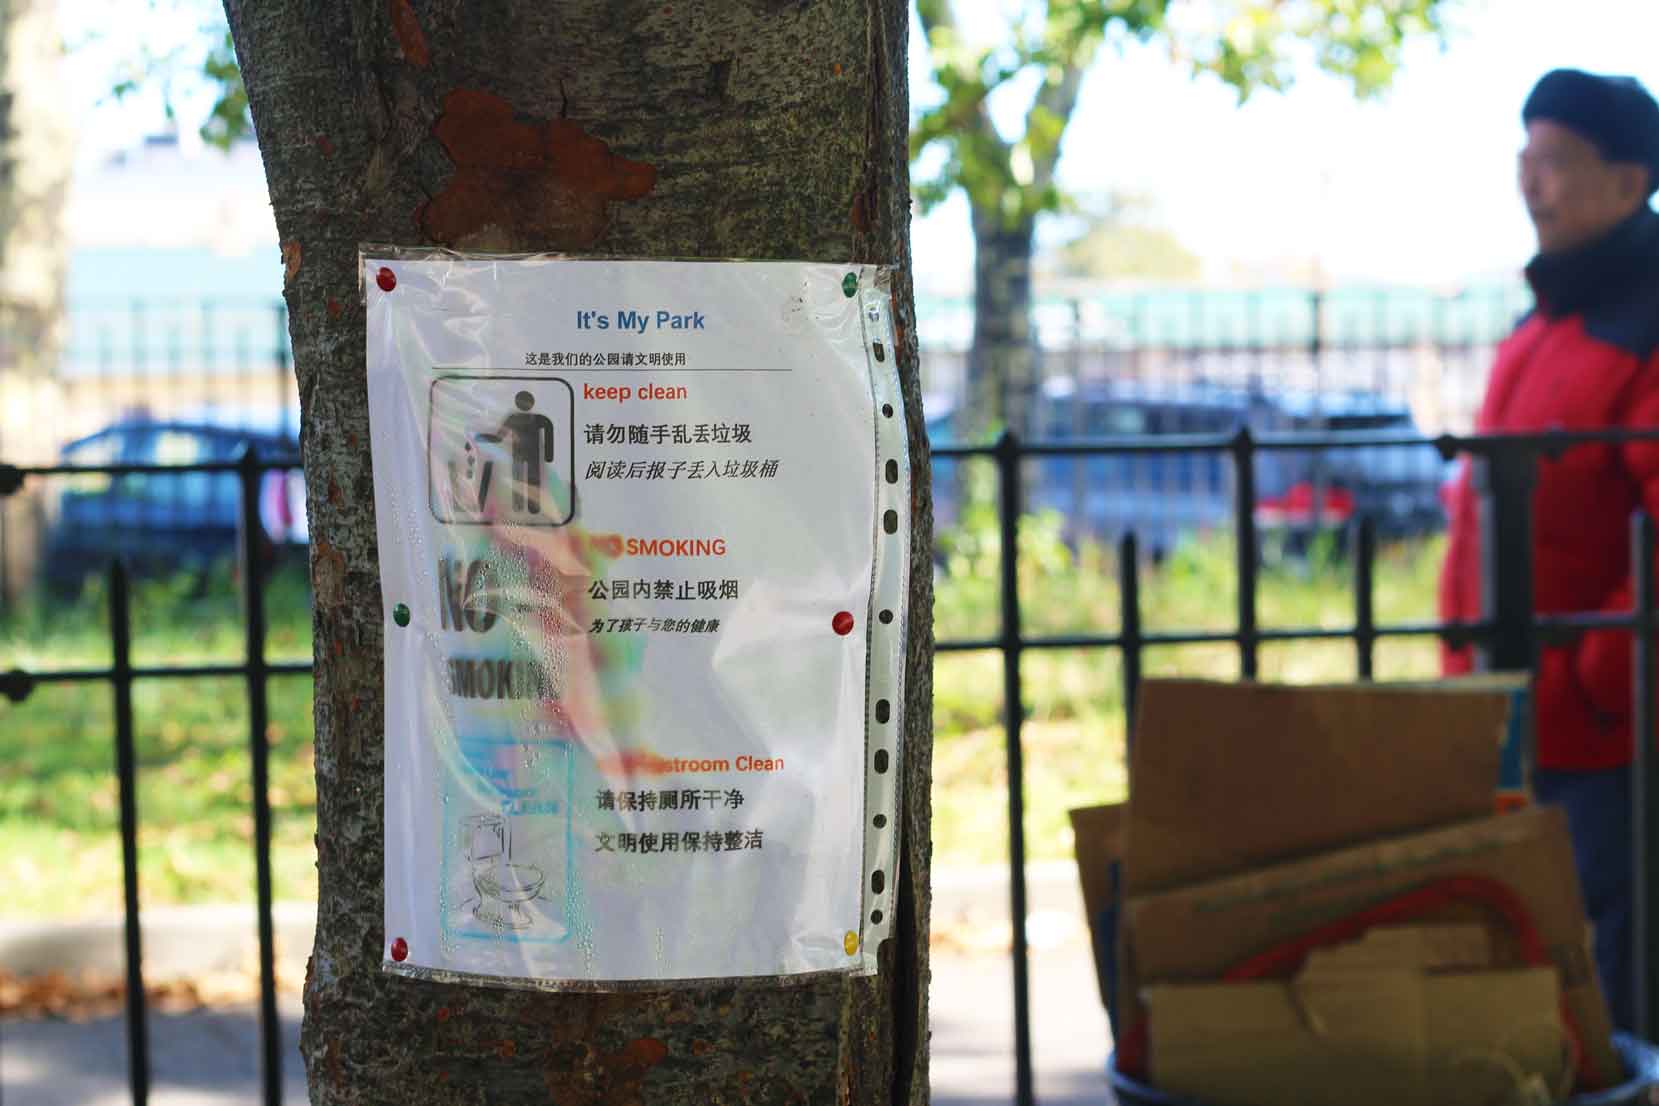 It's My Park
这是我们的公园请文明使用
keep clean
请勿随手乱丢垃圾
阅读后报子丢入垃圾桶
NO SMOKING
公园内禁止吸烟
为了孩子与您的健康
NO
SMOKIN
Clean
请保持厕所干净
文明使用保持整洁